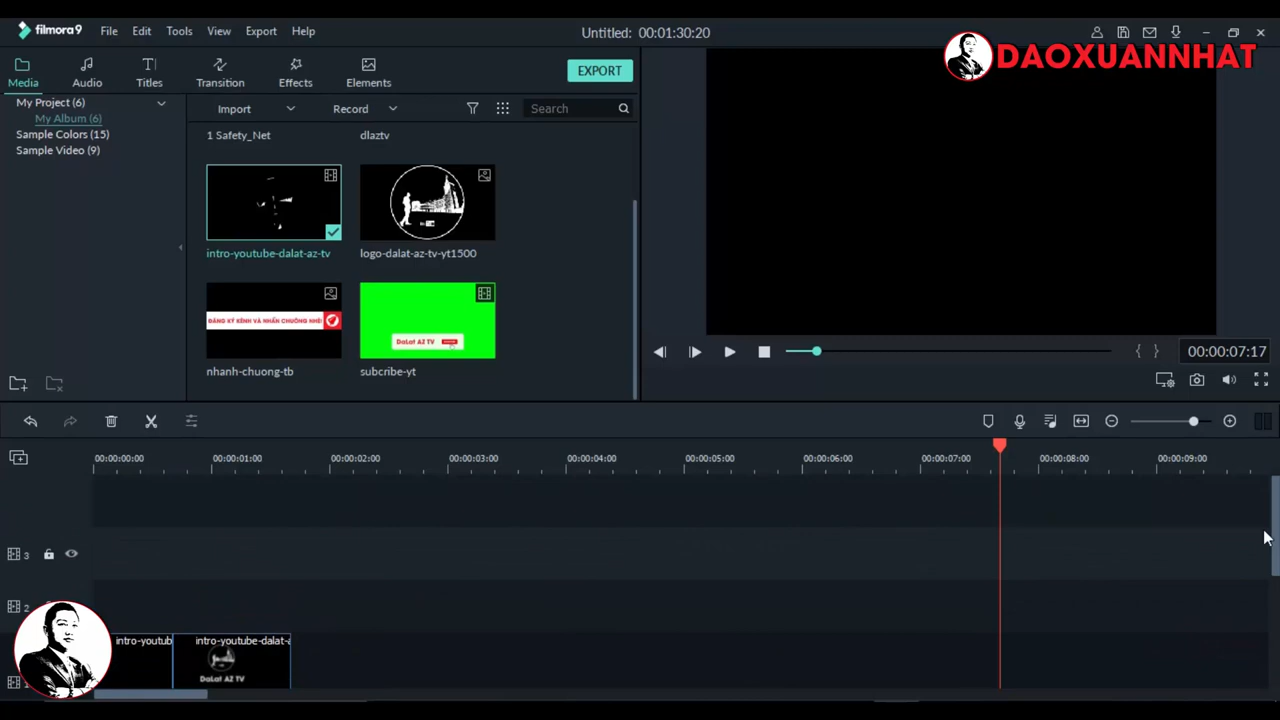 filmora9 File Edit Tools View Export Help Untitled: 00:01:30:20
DAOXUANNHAT
Media Audio Titles Transition Effects Elements EXPORT
My Project (6)
My Album (6)
Sample Colors (15)
Sample Video (9)
Import Record Search
1 Safety_Net dlaztv
intro-youtube-dalat-az-tv logo-dalat-az-tv-yt1500
ĐĂNG KÝ KÊNH VÀ NHẤN CHUÔNG NHÉ!
DaLat AZ TV
nhanh-chuong-tb subcribe-yt
{ } 00:00:07:17
00:00:00:00 00:00:01:00 00:00:02:00 00:00:03:00 00:00:04:00 00:00:05:00 00:00:06:00 00:00:07:00 00:00:08:00 00:00:09:00
3
2
intro-youtub intro-youtube-dalat-a
DaLat AZ TV